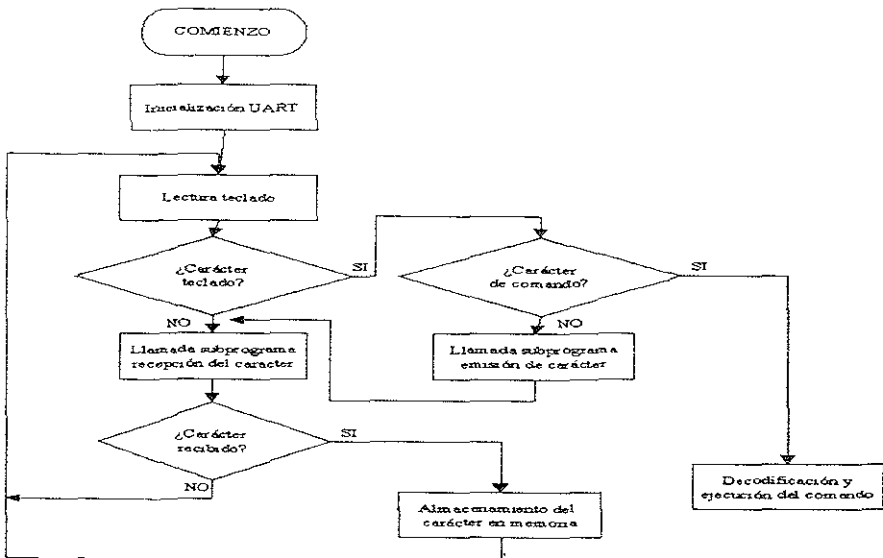 COMIENZO
Inicialización UART
Lectura teclado
¿Carácter
teclado?
SI
¿Carácter
de comando?
SI
NO
NO
Llamada subprograma
recepción del caracter
Llamada subprograma
emisión de carácter
¿Carácter
recibido?
SI
NO
Almacenamiento del
carácter en memoria
Decodificación y
ejecución del comando